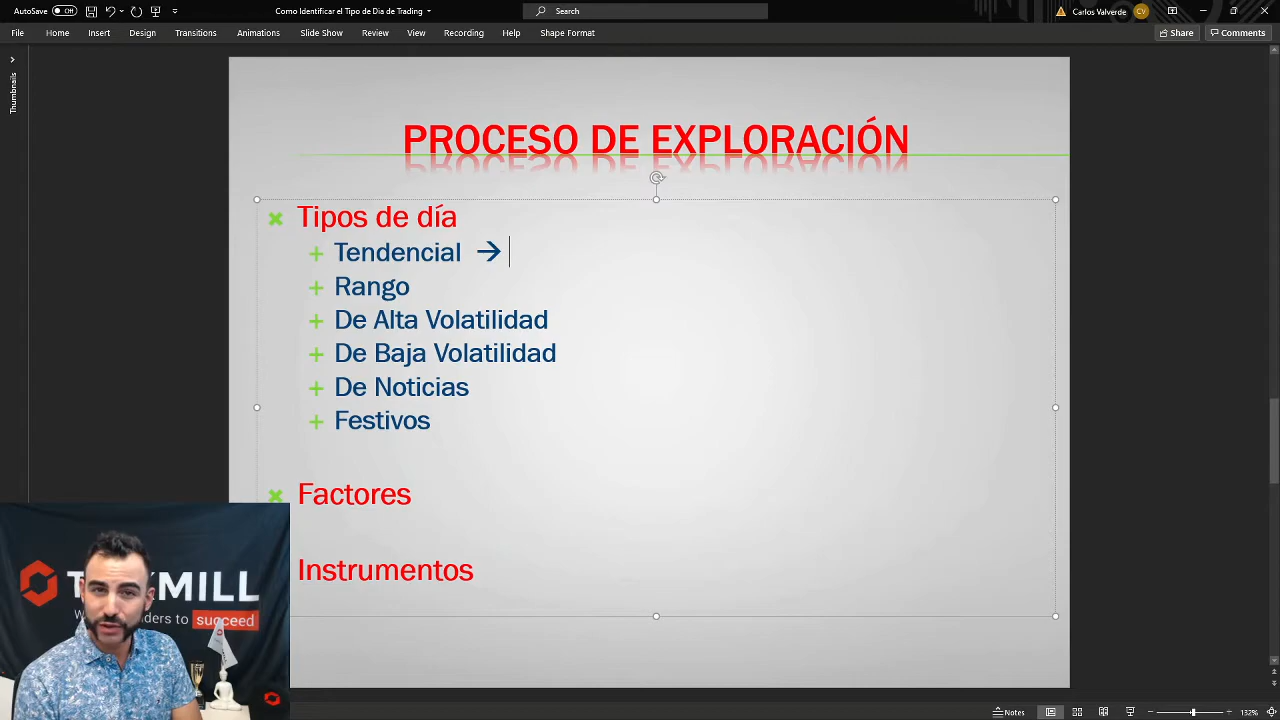 AutoSave Off
Como Identificar el Tipo de Dia de Trading
Search
Carlos Valverde
CV
File Home Insert Design Transitions Animations Slide Show Review View Recording Help Shape Format
Share Comments
Thumbnails
PROCESO DE EXPLORACIÓN
Tipos de día
Tendencial →
Rango
De Alta Volatilidad
De Baja Volatilidad
De Noticias
Festivos
Factores
Instrumentos
MILL
succeed
Notes
132%